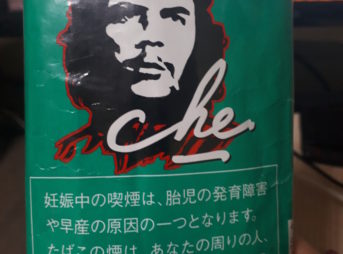 che
妊娠中の喫煙は、胎児の発育障害
や早産の原因の一つとなります。
たばこの煙は、あなたの周りの人、